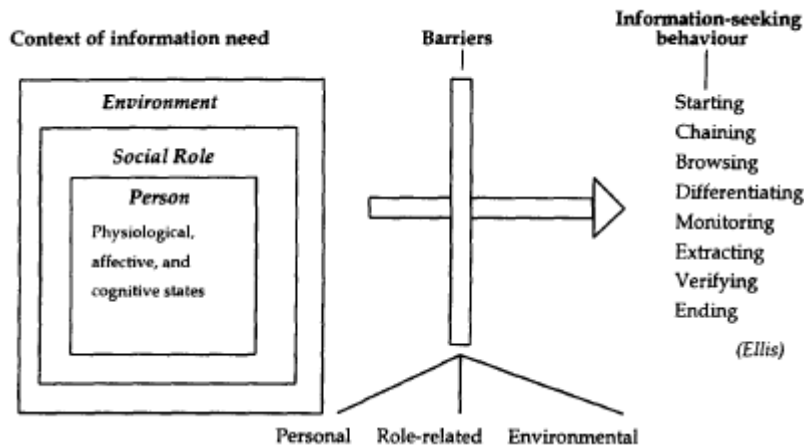 Context of information need
Environment
Social Role
Person
Physiological,
affective, and
cognitive states
Barriers
Personal
Role-related
Environmental
Information-seeking
behaviour
Starting
Chaining
Browsing
Differentiating
Monitoring
Extracting
Verifying
Ending
(Ellis)